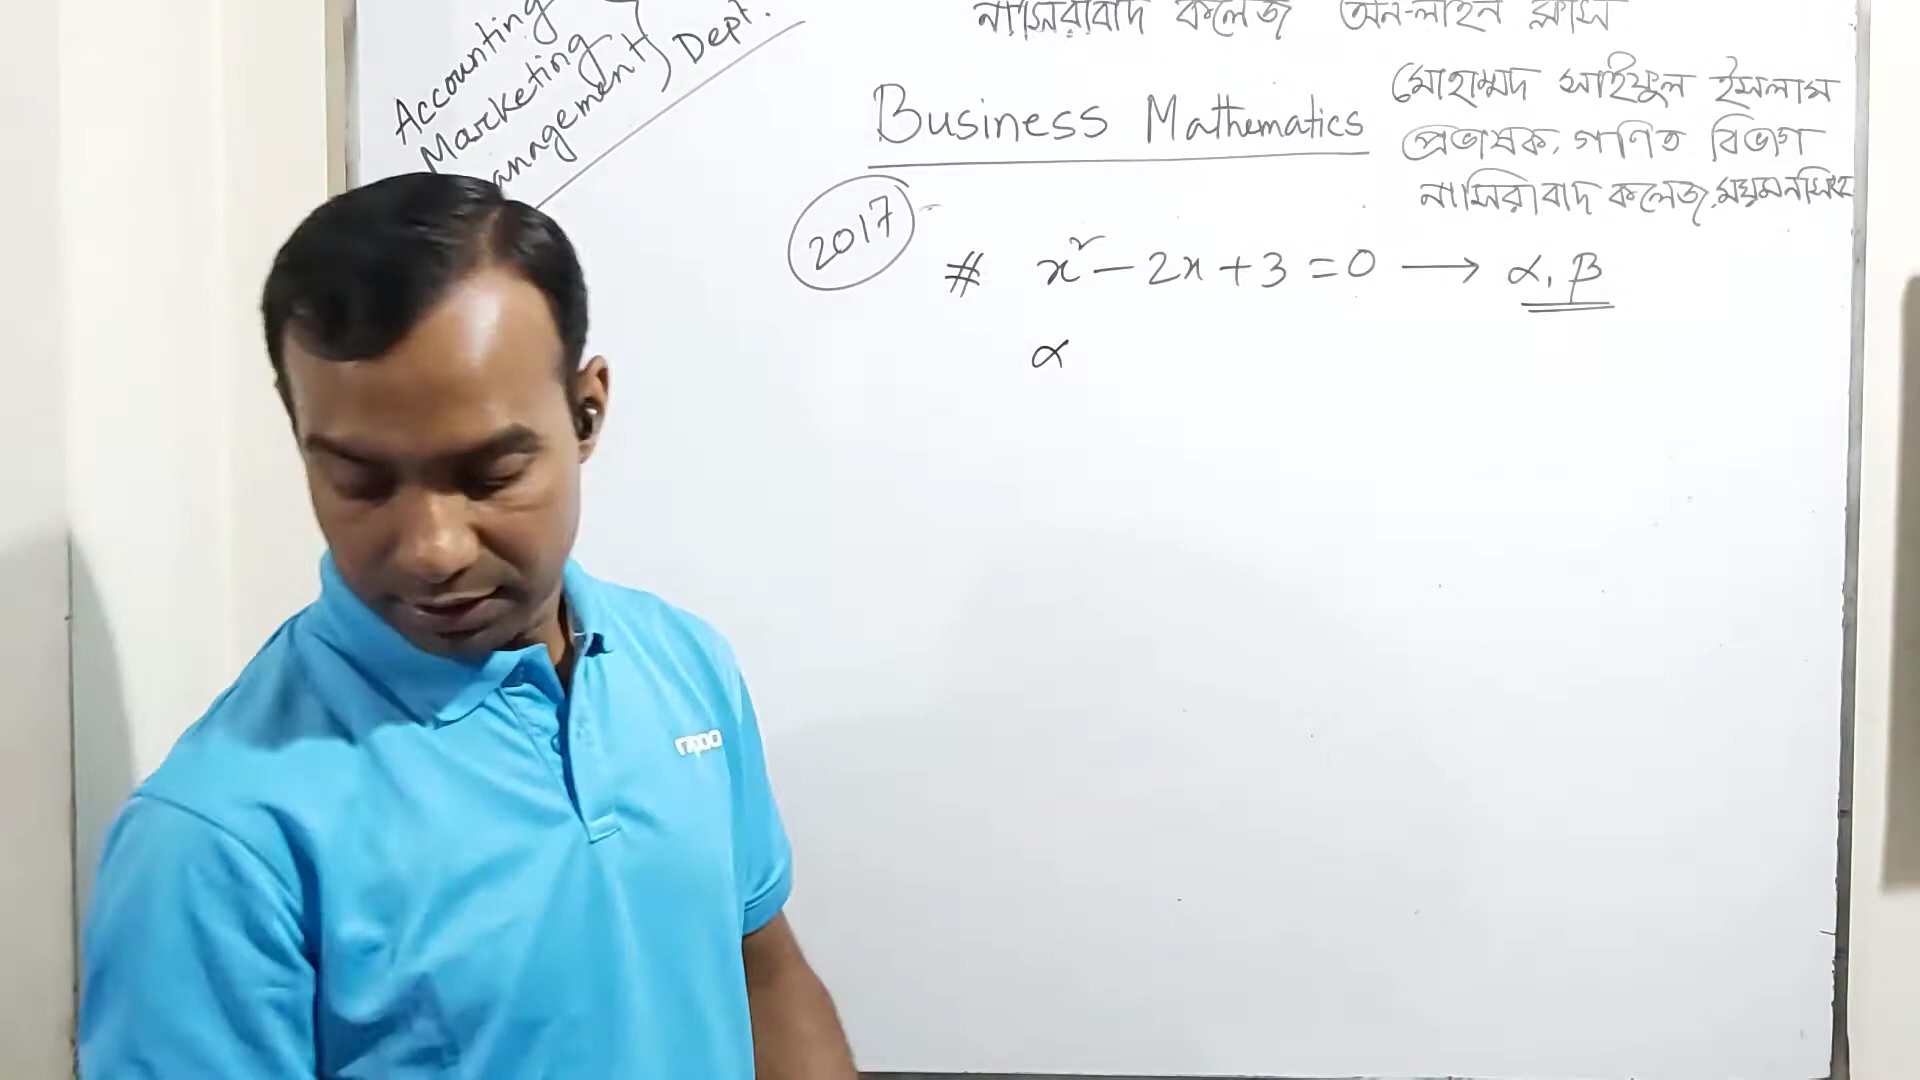 নাসিরাবাদ কলেজ অন-লাইন ক্লাস
Accounting
Marketing
anagement
Dept.
Business Mathematics
মোহাম্মদ সাইফুল ইসলাম
প্রভাষক, গণিত বিভাগ
নাসিরাবাদ কলেজ, ময়মনসিংহ
2017
# x² - 2x + 3 = 0 → α, β
α